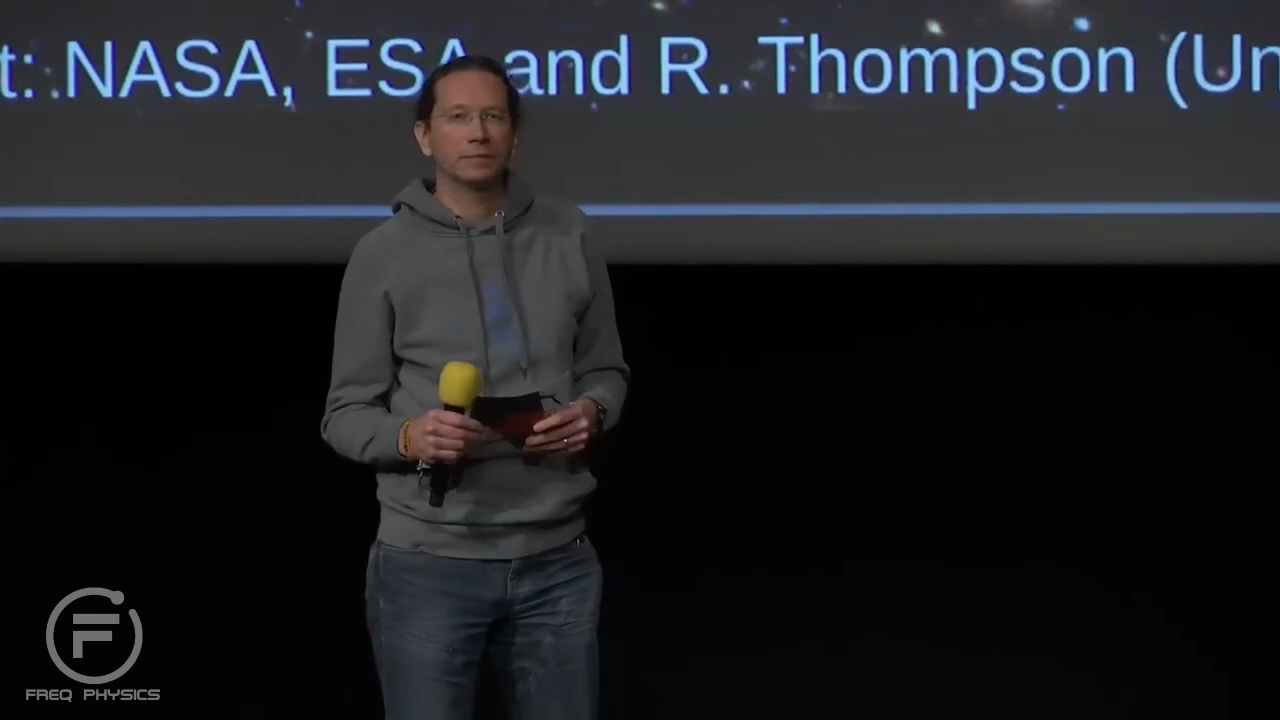 t: NASA, ESA and R. Thompson (Un
F
FREQ PHYSICS